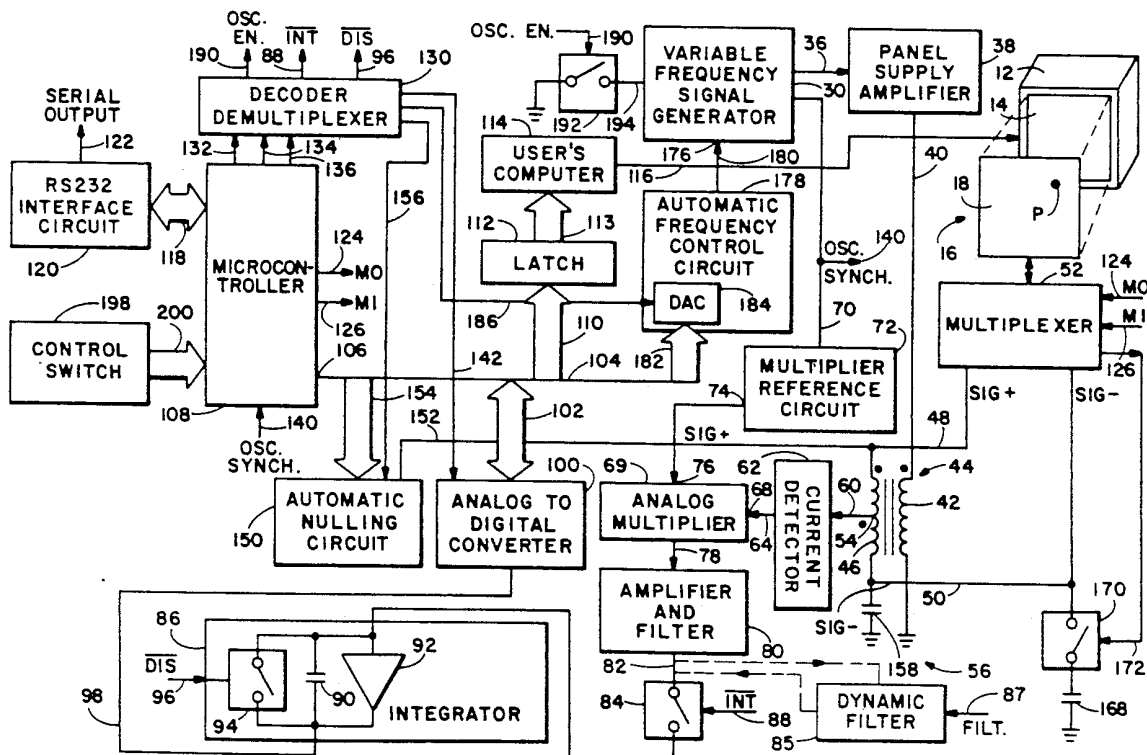 OSC. EN.
190
INT
88
DIS
96
130
DECODER
DEMULTIPLEXER
SERIAL
OUTPUT
122
132
134
136
RS232
INTERFACE
CIRCUIT
120
118
MICROCON-
TROLLER
124
M0
M1
126
106
156
198
CONTROL
SWITCH
200
108
140
OSC.
SYNCH.
154
152
142
186
OSC. EN.
190
192
194
114
USER'S
COMPUTER
116
112
113
LATCH
110
104
102
VARIABLE
FREQUENCY
SIGNAL
GENERATOR
36
30
176
180
178
AUTOMATIC
FREQUENCY
CONTROL
CIRCUIT
DAC
184
182
PANEL
SUPPLY
AMPLIFIER
38
40
140
OSC.
SYNCH.
70
72
MULTIPLIER
REFERENCE
CIRCUIT
74
12
14
18
P
16
52
MULTIPLEXER
124
M0
M1
126
SIG+
SIG-
48
SIG+
150
AUTOMATIC
NULLING
CIRCUIT
100
ANALOG TO
DIGITAL
CONVERTER
69
76
ANALOG
MULTIPLIER
68
64
78
62
CURRENT
DETECTOR
60
54
46
44
42
50
SIG-
158
56
170
172
168
AMPLIFIER
AND
FILTER
80
82
84
INT
88
DYNAMIC
FILTER
85
87
FILT.
86
DIS
96
94
90
92
INTEGRATOR
98